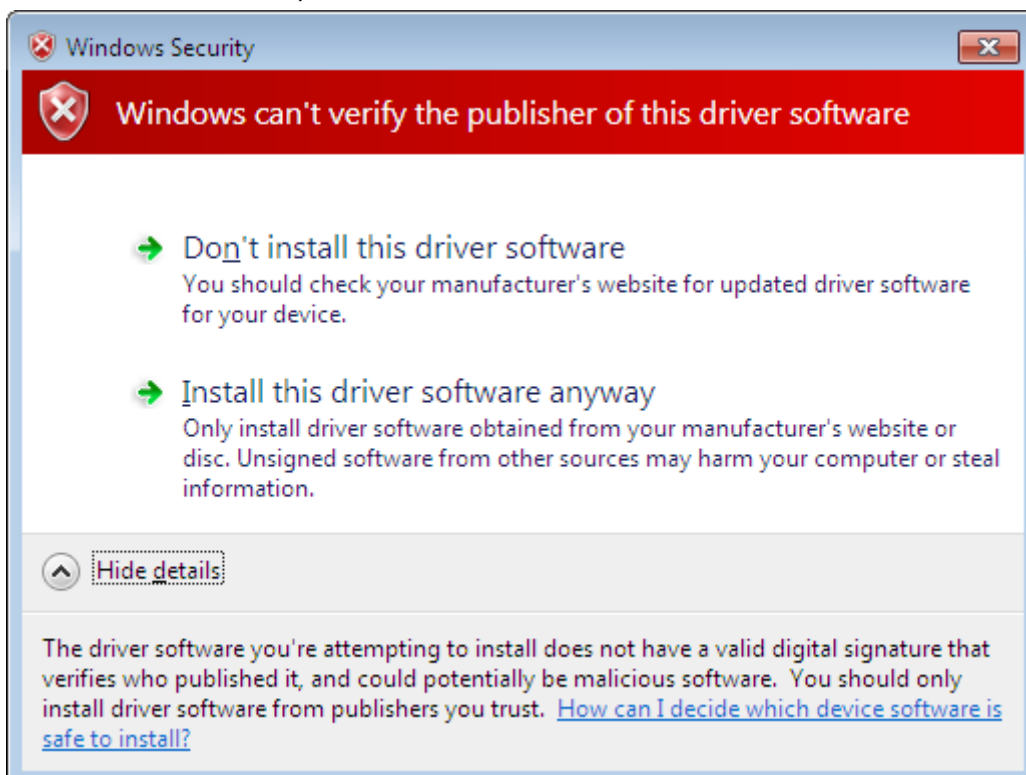 Windows Security
Windows can't verify the publisher of this driver software
Don't install this driver software
You should check your manufacturer's website for updated driver software
for your device.
Install this driver software anyway
Only install driver software obtained from your manufacturer's website or
disc. Unsigned software from other sources may harm your computer or steal
information.
Hide details
The driver software you're attempting to install does not have a valid digital signature that
verifies who published it, and could potentially be malicious software.  You should only
install driver software from publishers you trust.  How can I decide which device software is
safe to install?